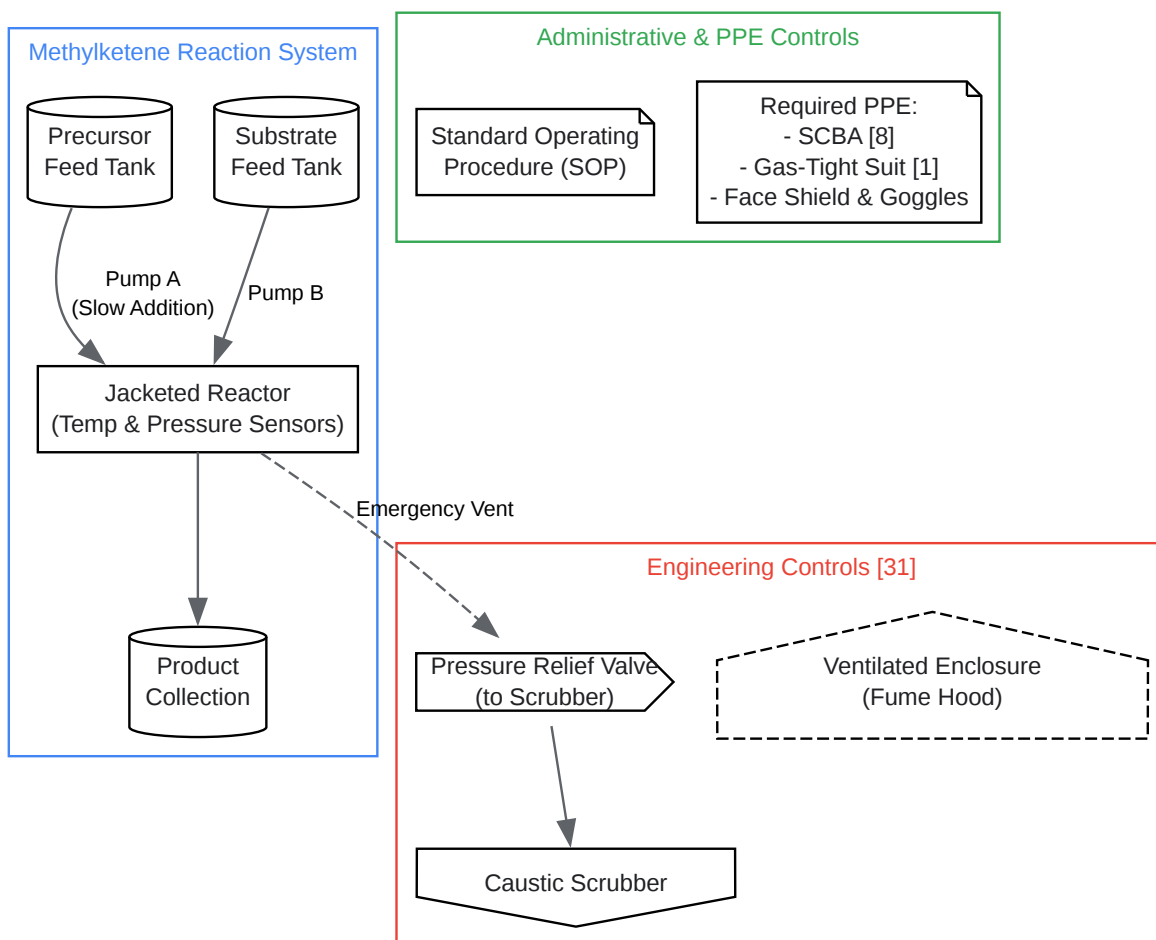 Methylketene Reaction System
Precursor
Feed Tank
Substrate
Feed Tank
Pump A
(Slow Addition)
Pump B
Jacketed Reactor
(Temp & Pressure Sensors)
Product
Collection
Emergency Vent
Administrative & PPE Controls
Standard Operating
Procedure (SOP)
Required PPE:
- SCBA [8]
- Gas-Tight Suit [1]
- Face Shield & Goggles
Engineering Controls [31]
Pressure Relief Valve
(to Scrubber)
Ventilated Enclosure
(Fume Hood)
Caustic Scrubber